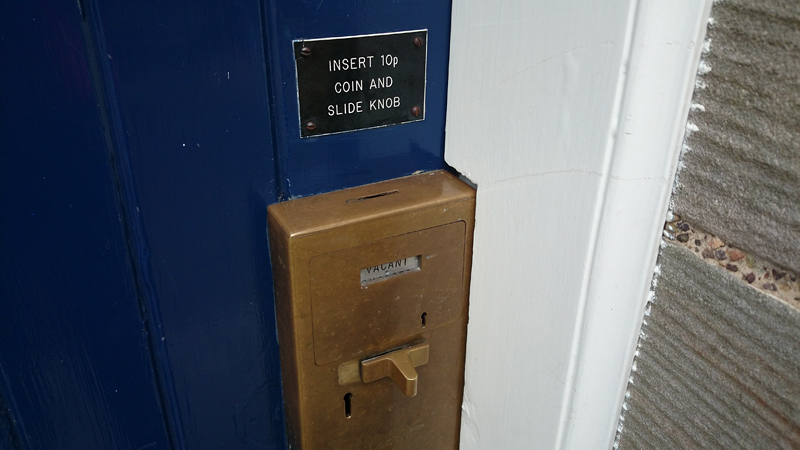 INSERT 10p
COIN AND
SLIDE KNOB
VACANT